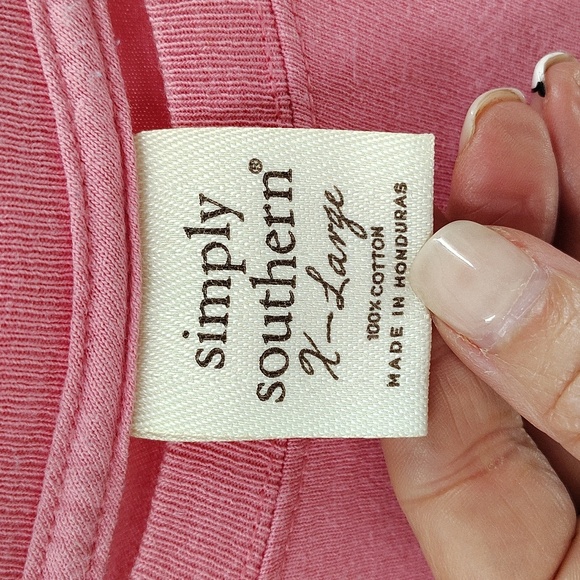 simply
southern®
X-Large
100% COTTON
MADE IN HONDURAS